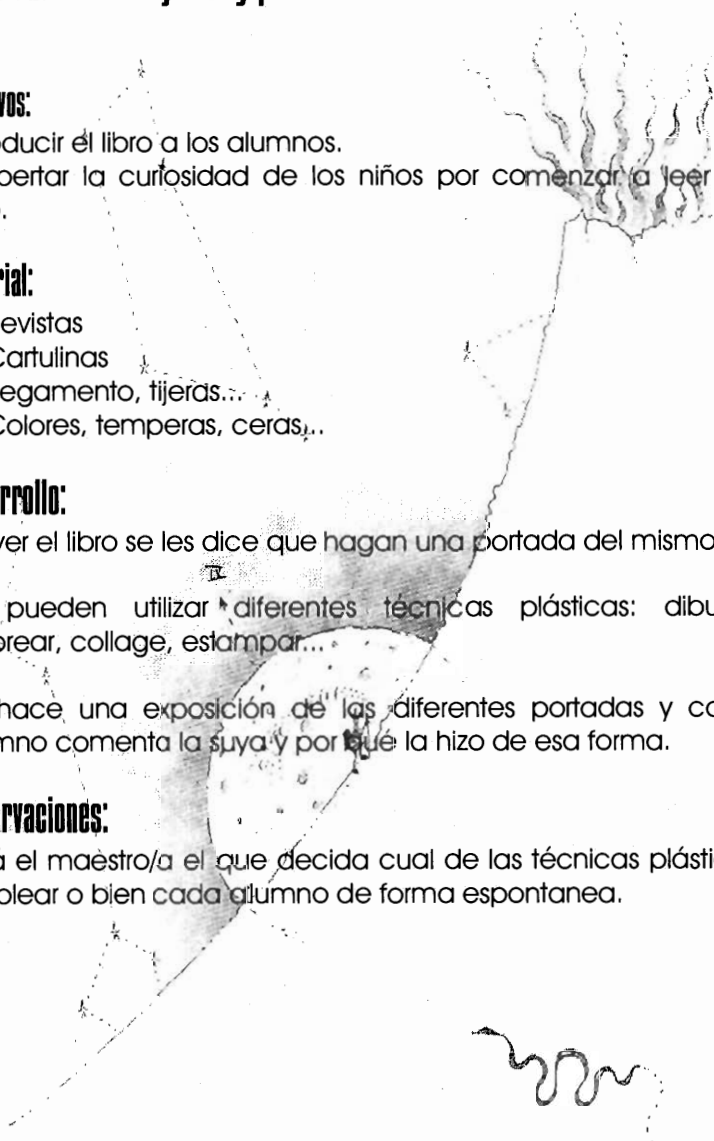 vos:
ducir el libro a los alumnos.
pertar la curiosidad de los niños por comenzar a leer
.
rial:
evistas
Cartulinas
egamento, tijeras...
Colores, temperas, ceras...
rrollo:
ver el libro se les dice que hagan una portada del mismo
pueden utilizar diferentes técnicas plásticas: dibu
orear, collage, estampar...
hace una exposición de las diferentes portadas y ca
mno comenta la suya y por qué la hizo de esa forma.
rvaciones:
a el maestro/a el que decida cual de las técnicas plásti
plear o bien cada alumno de forma espontanea.